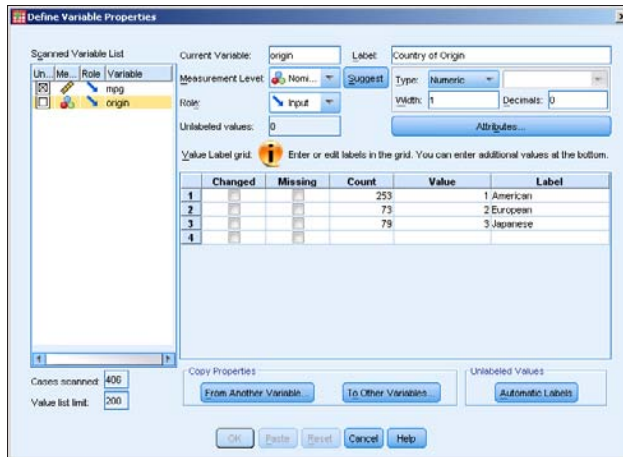 Define Variable Properties
Scanned Variable List
Un... Me... Role Variable
mpg
origin
Cases scanned: 406
Value list limit: 200
Current Variable: origin Label: Country of Origin
Measurement Level: Nomi... Suggest Type: Numeric
Role: Input Width: 1 Decimals: 0
Unlabeled values: 0 Attributes...
Value Label grid: Enter or edit labels in the grid. You can enter additional values at the bottom.
Changed Missing Count Value Label
1 253 1 American
2 73 2 European
3 79 3 Japanese
4
Copy Properties
From Another Variable... To Other Variables...
Unlabeled Values
Automatic Labels
OK Paste Reset Cancel Help